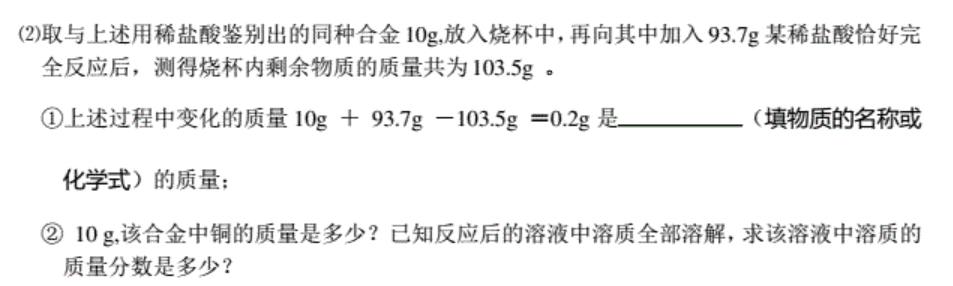 ⑵取与上述用稀盐酸鉴别出的同种合金 10g,放入烧杯中,再向其中加入 93.7g 某稀盐酸恰好完
全反应后，测得烧杯内剩余物质的质量共为 103.5g 。
①上述过程中变化的质量 10g ＋ 93.7g －103.5g ＝0.2g 是___________（填物质的名称或
化学式）的质量；
② 10 g,该合金中铜的质量是多少？已知反应后的溶液中溶质全部溶解，求该溶液中溶质的
质量分数是多少？